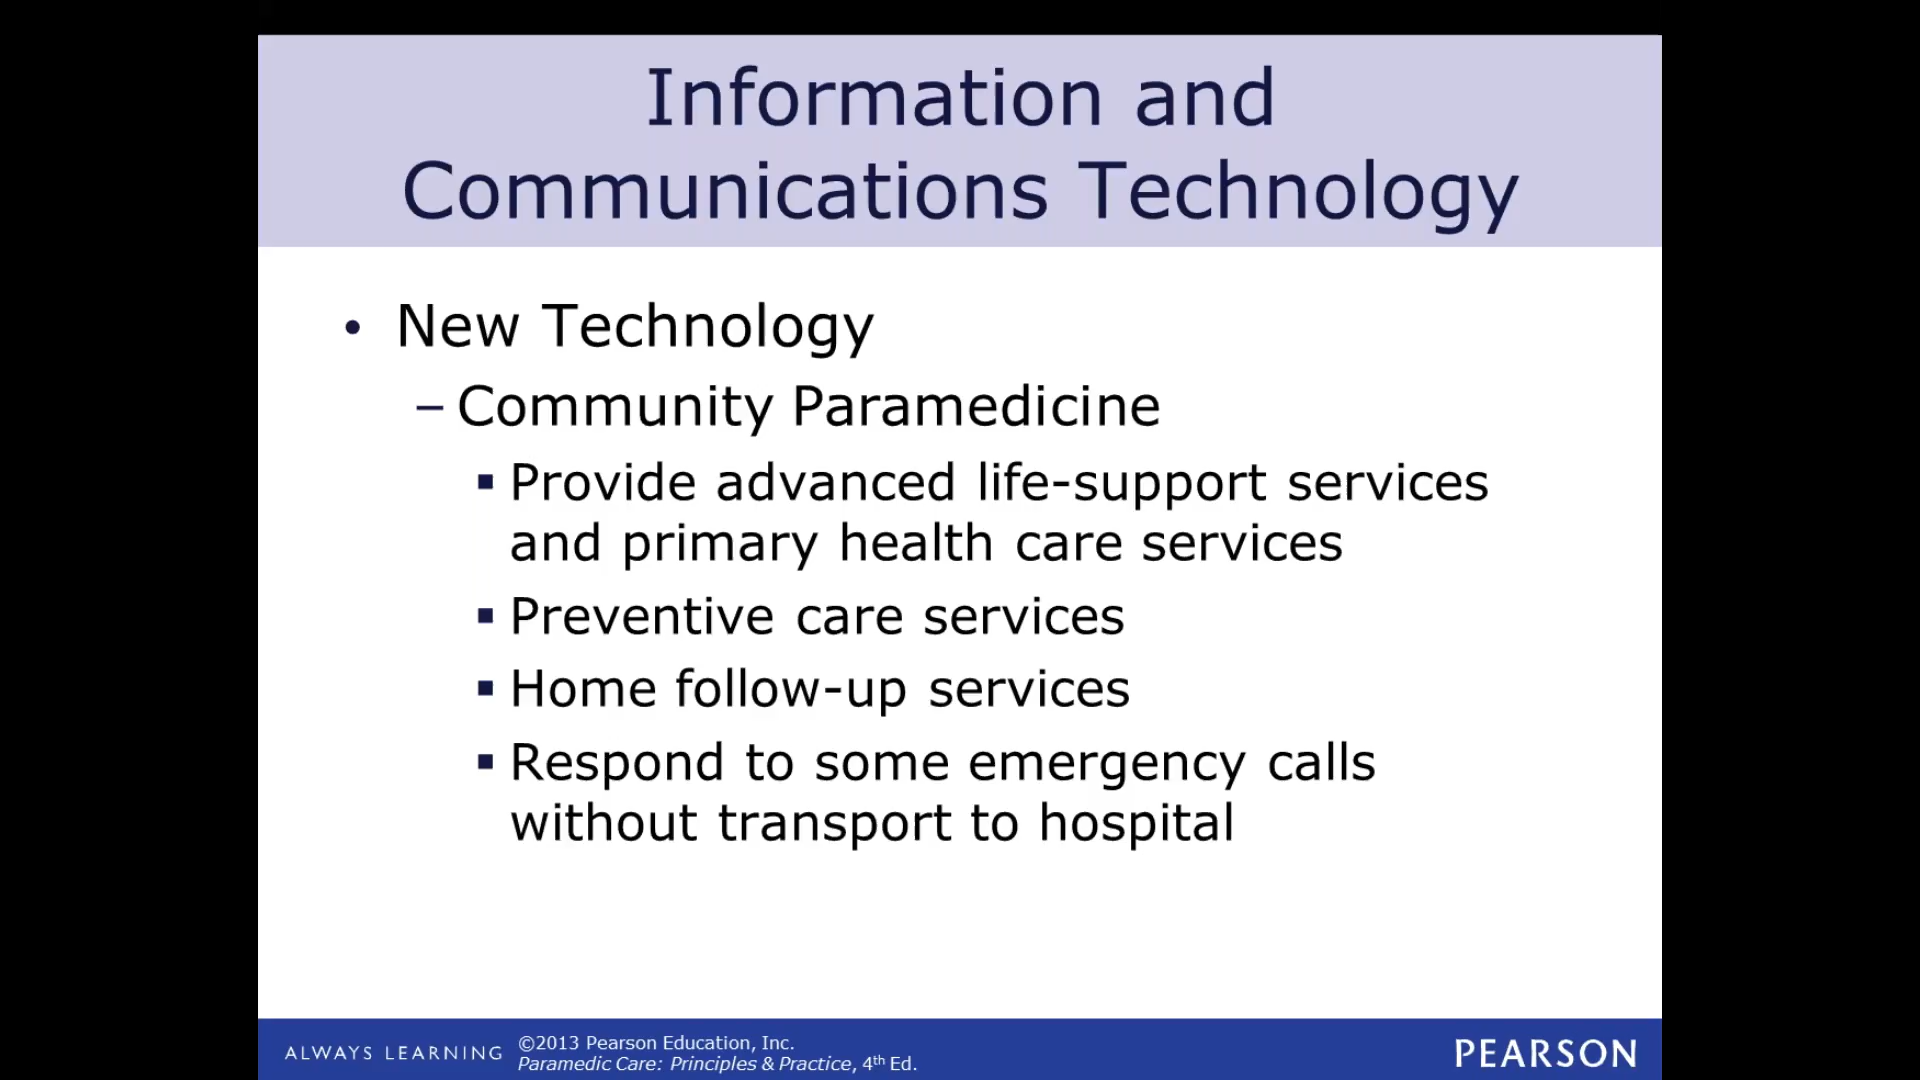 Information and
Communications Technology
• New Technology
– Community Paramedicine
▪ Provide advanced life-support services
and primary health care services
▪ Preventive care services
▪ Home follow-up services
▪ Respond to some emergency calls
without transport to hospital
ALWAYS LEARNING
©2013 Pearson Education, Inc.
Paramedic Care: Principles & Practice, 4th Ed.
PEARSON